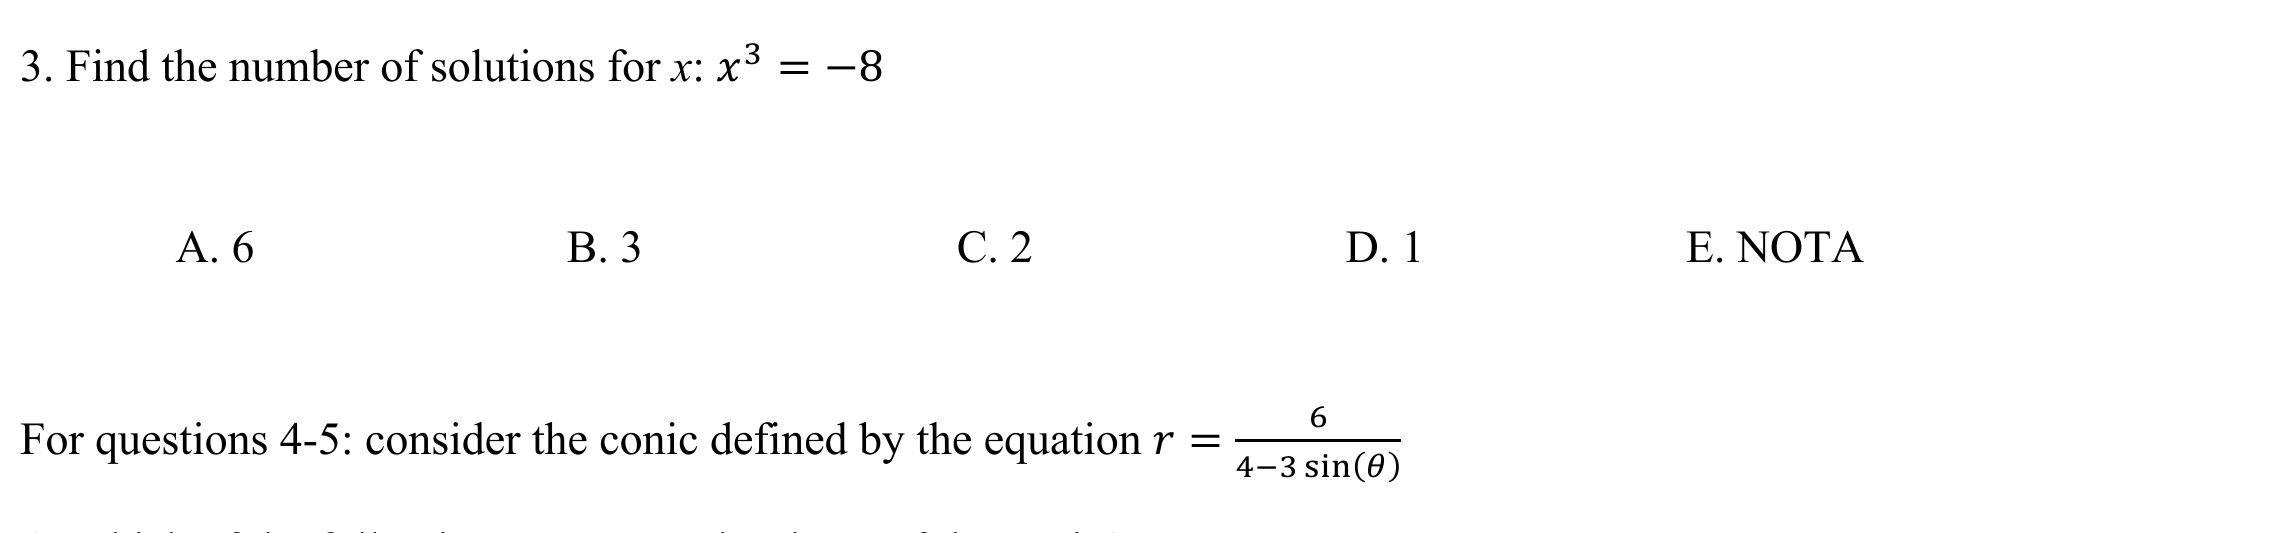 3. Find the number of solutions for x: x³ = −8
A. 6 B. 3 C. 2 D. 1 E. NOTA
For questions 4-5: consider the conic defined by the equation r = 6/(4−3 sin(θ))